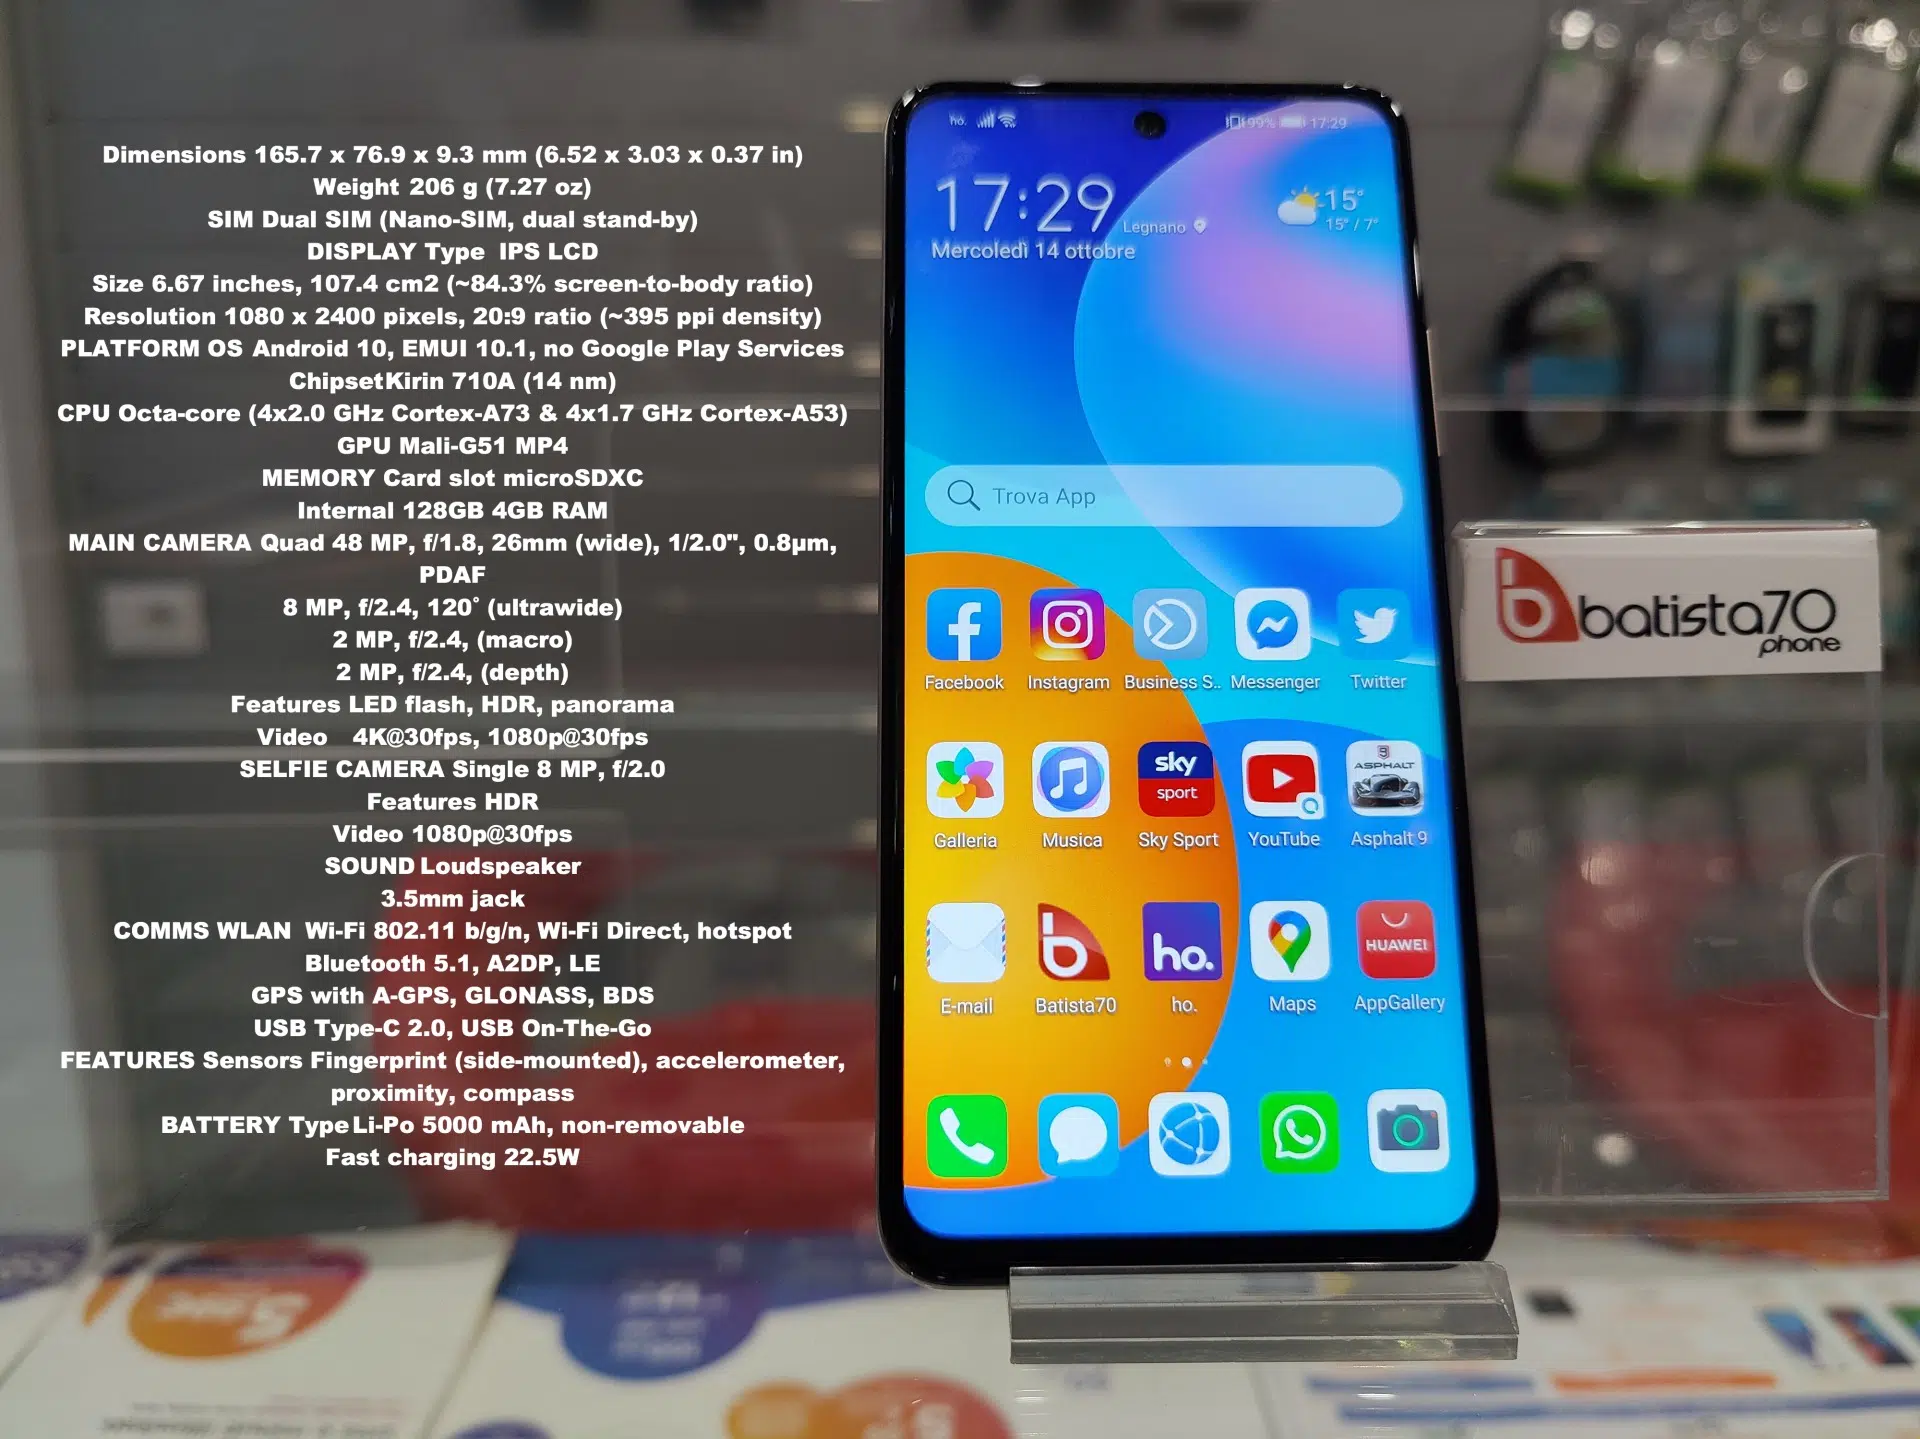 Dimensions 165.7 x 76.9 x 9.3 mm (6.52 x 3.03 x 0.37 in)
Weight 206 g (7.27 oz)
SIM Dual SIM (Nano-SIM, dual stand-by)
DISPLAY Type IPS LCD
Size 6.67 inches, 107.4 cm2 (~84.3% screen-to-body ratio)
Resolution 1080 x 2400 pixels, 20:9 ratio (~395 ppi density)
PLATFORM OS Android 10, EMUI 10.1, no Google Play Services
Chipset Kirin 710A (14 nm)
CPU Octa-core (4x2.0 GHz Cortex-A73 & 4x1.7 GHz Cortex-A53)
GPU Mali-G51 MP4
MEMORY Card slot microSDXC
Internal 128GB 4GB RAM
MAIN CAMERA Quad 48 MP, f/1.8, 26mm (wide), 1/2.0", 0.8µm,
PDAF
8 MP, f/2.4, 120˚ (ultrawide)
2 MP, f/2.4, (macro)
2 MP, f/2.4, (depth)
Features LED flash, HDR, panorama
Video 4K@30fps, 1080p@30fps
SELFIE CAMERA Single 8 MP, f/2.0
Features HDR
Video 1080p@30fps
SOUND Loudspeaker
3.5mm jack
COMMS WLAN Wi-Fi 802.11 b/g/n, Wi-Fi Direct, hotspot
Bluetooth 5.1, A2DP, LE
GPS with A-GPS, GLONASS, BDS
USB Type-C 2.0, USB On-The-Go
FEATURES Sensors Fingerprint (side-mounted), accelerometer,
proximity, compass
BATTERY Type Li-Po 5000 mAh, non-removable
Fast charging 22.5W
ho. 99% 17:29
17:29 Legnano 15°
15° / 7°
Mercoledì 14 ottobre
Trova App
Facebook Instagram Business S.. Messenger Twitter
sky
sport
9
ASPHALT
Galleria Musica Sky Sport YouTube Asphalt 9
b ho. HUAWEI
E-mail Batista70 ho. Maps AppGallery
b batista70
phone